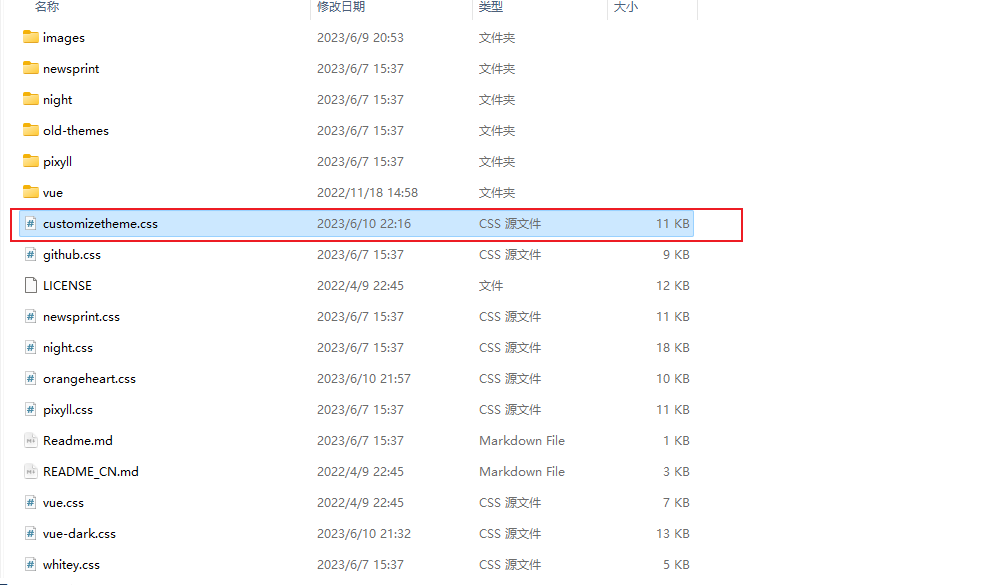 名称 修改日期 类型 大小
images 2023/6/9 20:53 文件夹
newsprint 2023/6/7 15:37 文件夹
night 2023/6/7 15:37 文件夹
old-themes 2023/6/7 15:37 文件夹
pixyll 2023/6/7 15:37 文件夹
vue 2022/11/18 14:58 文件夹
customizetheme.css 2023/6/10 22:16 CSS 源文件 11 KB
github.css 2023/6/7 15:37 CSS 源文件 9 KB
LICENSE 2022/4/9 22:45 文件 12 KB
newsprint.css 2023/6/7 15:37 CSS 源文件 11 KB
night.css 2023/6/7 15:37 CSS 源文件 18 KB
orangeheart.css 2023/6/10 21:57 CSS 源文件 10 KB
pixyll.css 2023/6/7 15:37 CSS 源文件 11 KB
Readme.md 2023/6/7 15:37 Markdown File 1 KB
README_CN.md 2022/4/9 22:45 Markdown File 3 KB
vue.css 2022/4/9 22:45 CSS 源文件 7 KB
vue-dark.css 2023/6/10 21:32 CSS 源文件 13 KB
whitey.css 2023/6/7 15:37 CSS 源文件 5 KB